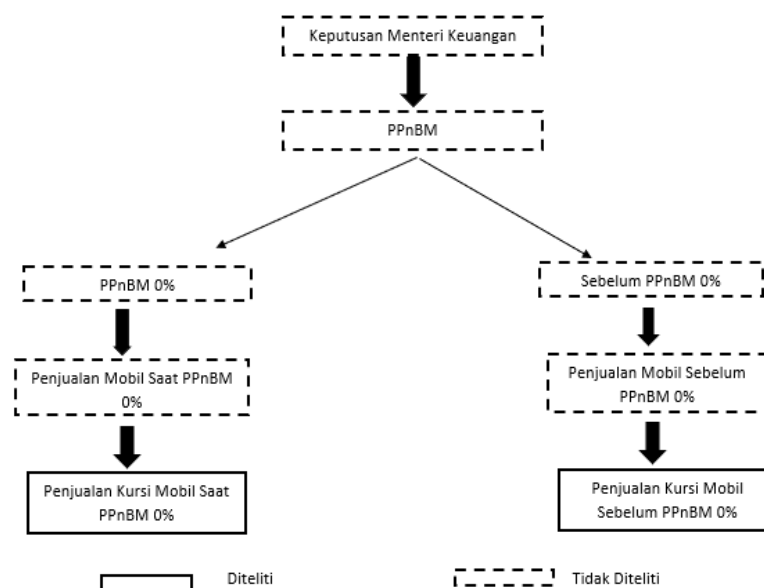 Keputusan Menteri Keuangan
PPnBM
PPnBM 0%
Sebelum PPnBM 0%
Penjualan Mobil Saat PPnBM
0%
Penjualan Mobil Sebelum
PPnBM 0%
Penjualan Kursi Mobil Saat
PPnBM 0%
Penjualan Kursi Mobil
Sebelum PPnBM 0%
Diteliti
Tidak Diteliti